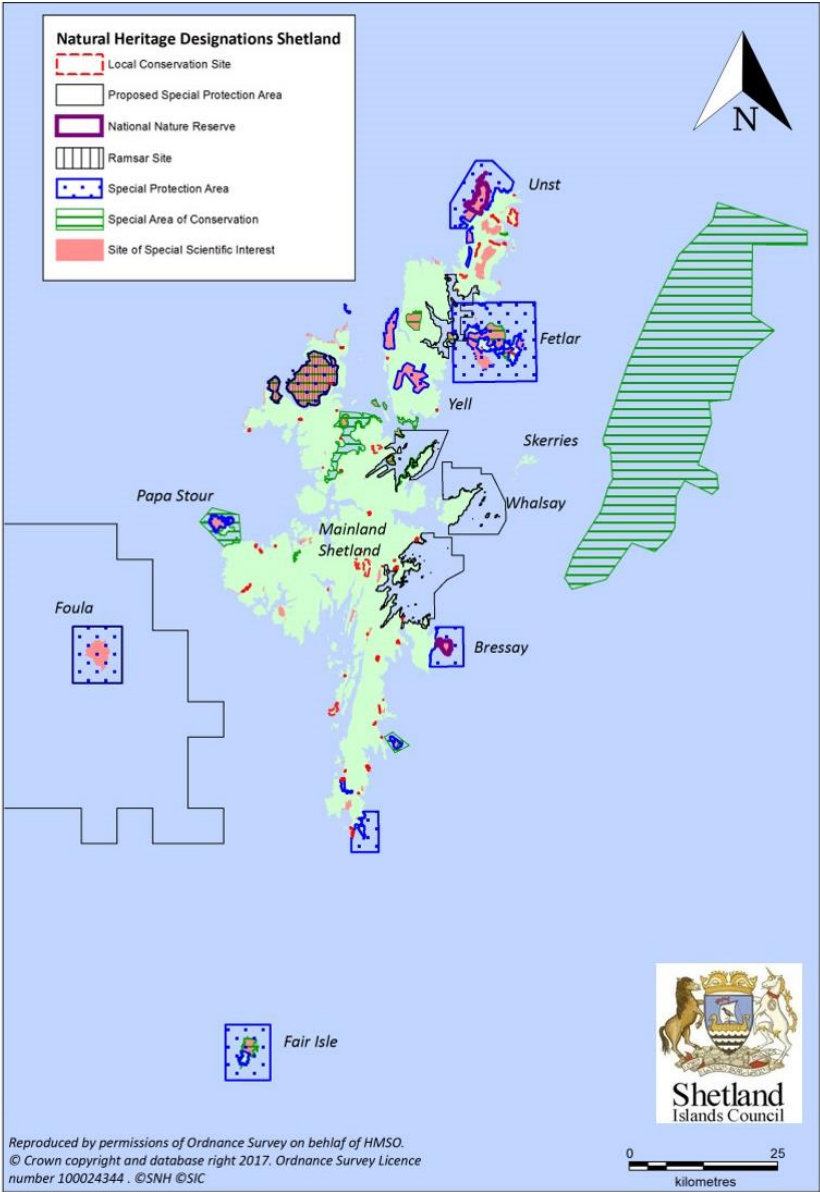 Natural Heritage Designations Shetland
Local Conservation Site
Proposed Special Protection Area
National Nature Reserve
Ramsar Site
Special Protection Area
Special Area of Conservation
Site of Special Scientific Interest
N
Unst
Fetlar
Yell
Skerries
Whalsay
Papa Stour
Mainland
Shetland
Foula
Bressay
Fair Isle
Shetland
Islands Council
Reproduced by permissions of Ordnance Survey on behlaf of HMSO.
© Crown copyright and database right 2017. Ordnance Survey Licence
number 100024344 . ©SNH ©SIC
0 25
kilometres